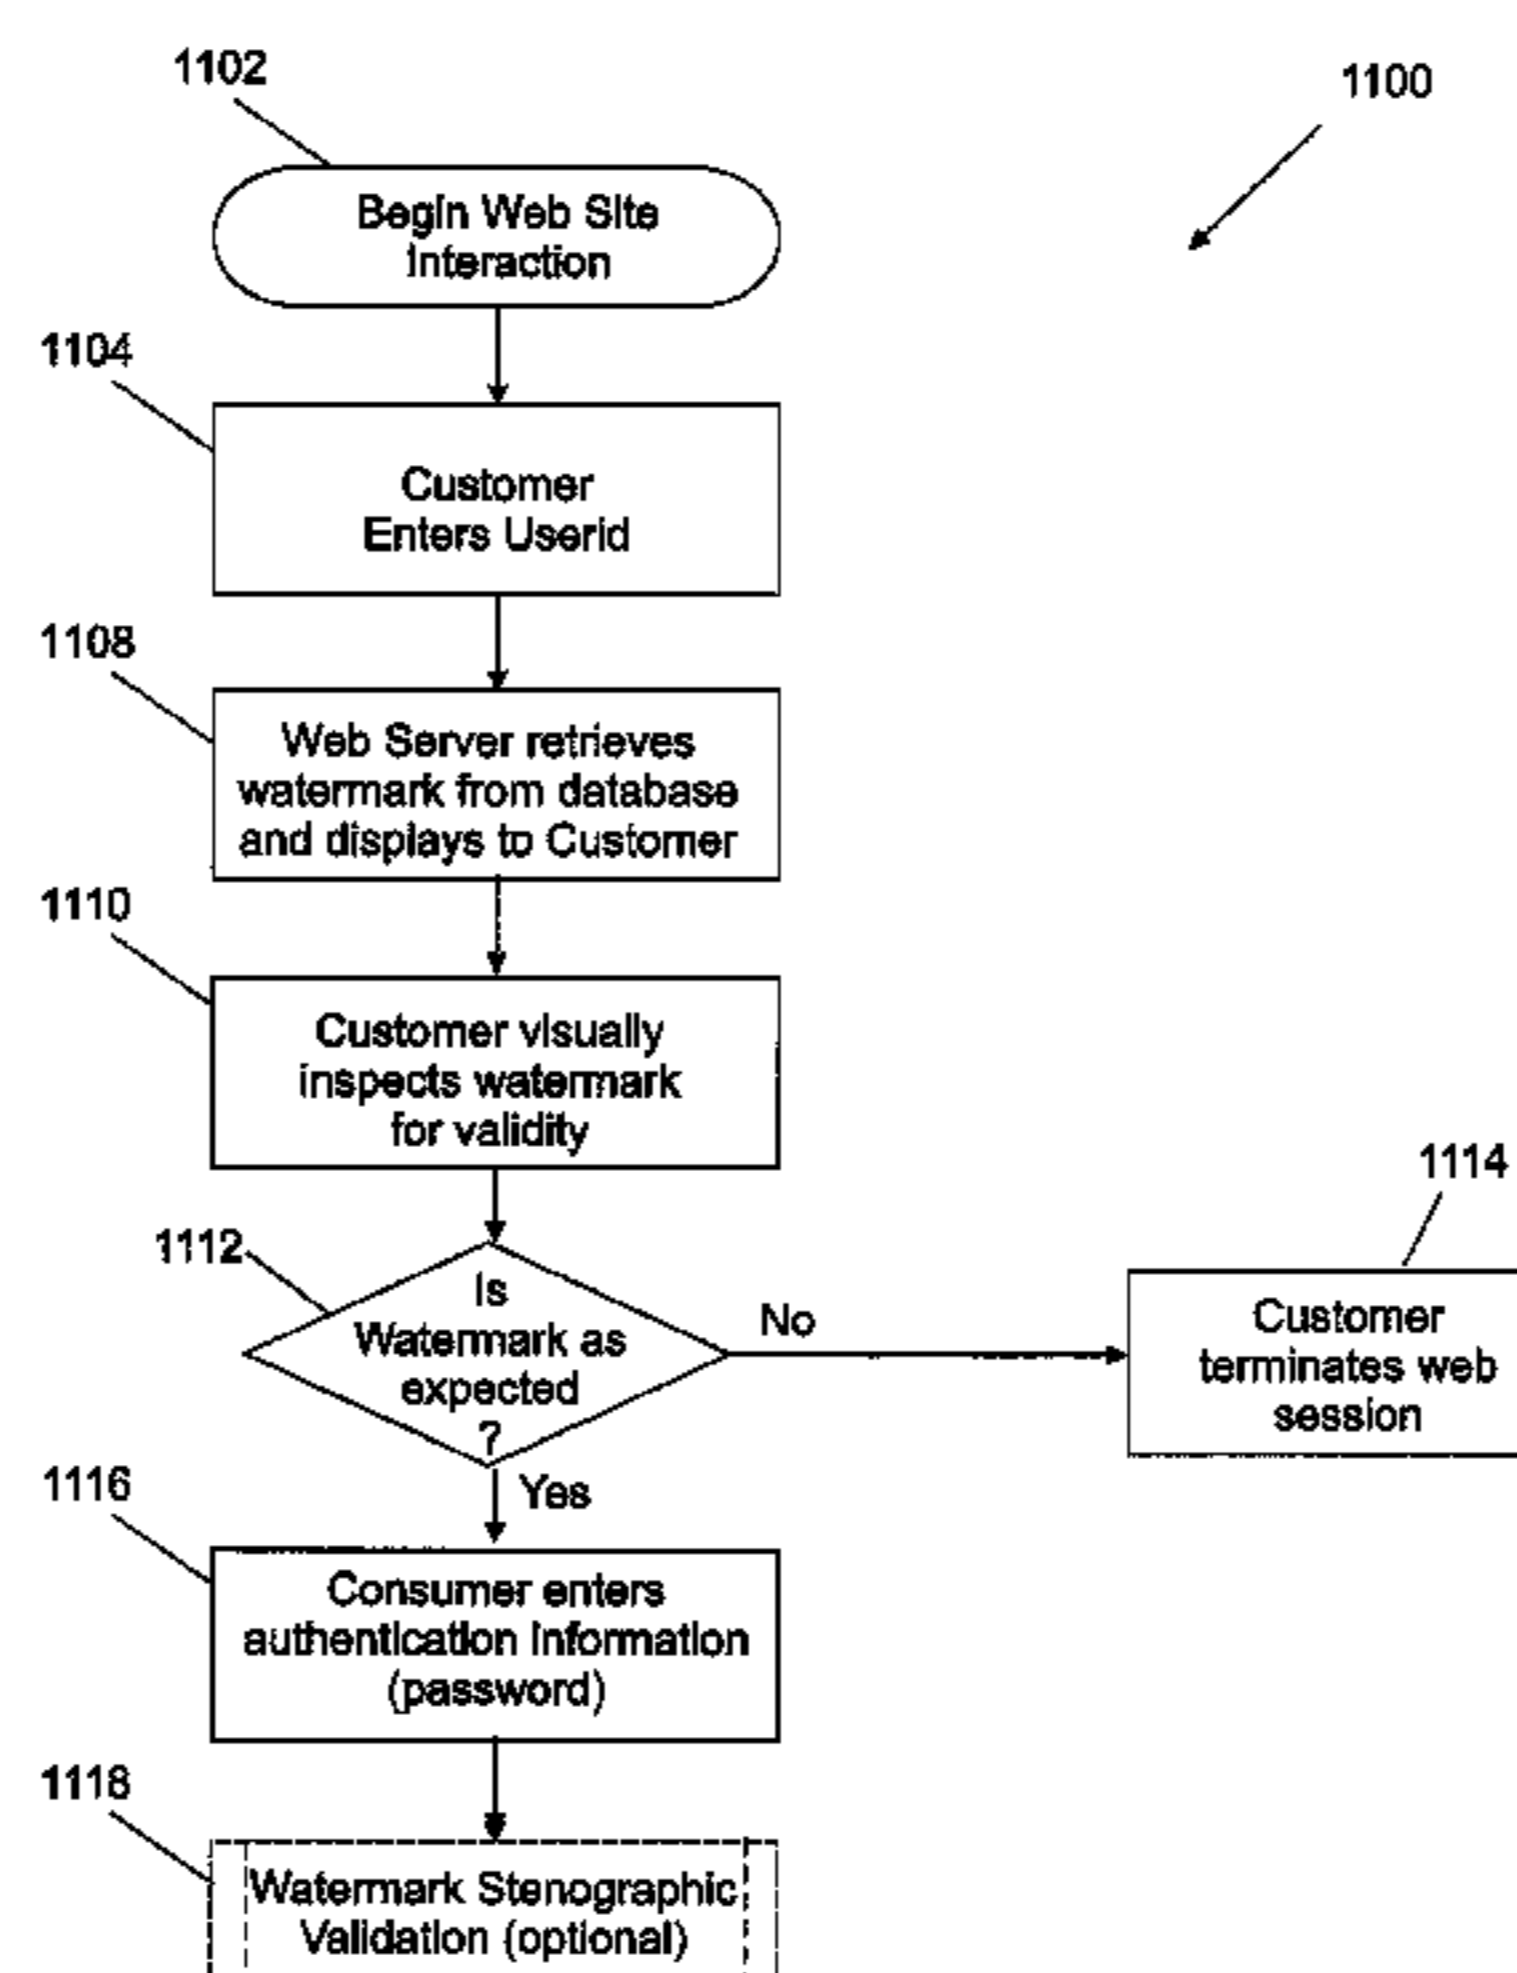 1102
1100
Begin Web Site
Interaction
1104
Customer
Enters Userid
1108
Web Server retrieves
watermark from database
and displays to Customer
1110
Customer visually
inspects watermark
for validity
1114
1112
Is
Watermark as
expected
?
No
Customer
terminates web
session
Yes
1116
Consumer enters
authentication information
(password)
1118
Watermark Stenographic
Validation (optional)